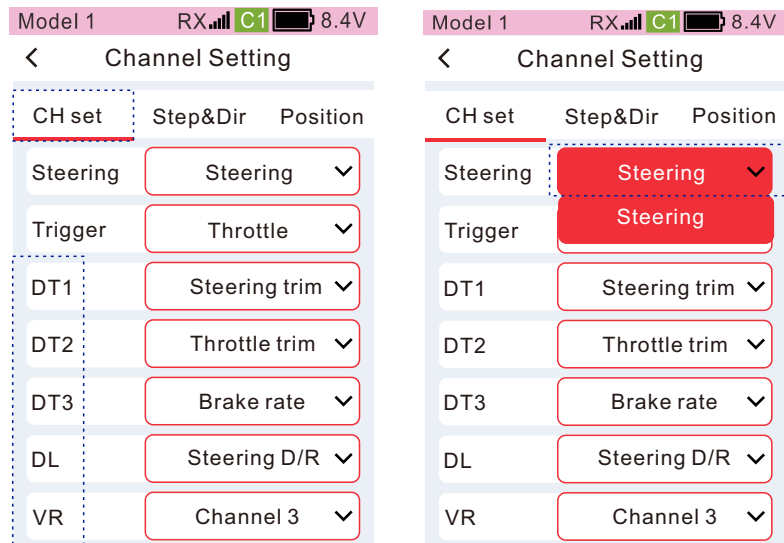 Model 1 RX C1 8.4V
< Channel Setting
CH set Step&Dir Position
Steering Steering
Trigger Throttle
DT1 Steering trim
DT2 Throttle trim
DT3 Brake rate
DL Steering D/R
VR Channel 3
Model 1 RX C1 8.4V
< Channel Setting
CH set Step&Dir Position
Steering Steering
Steering
Trigger
DT1 Steering trim
DT2 Throttle trim
DT3 Brake rate
DL Steering D/R
VR Channel 3